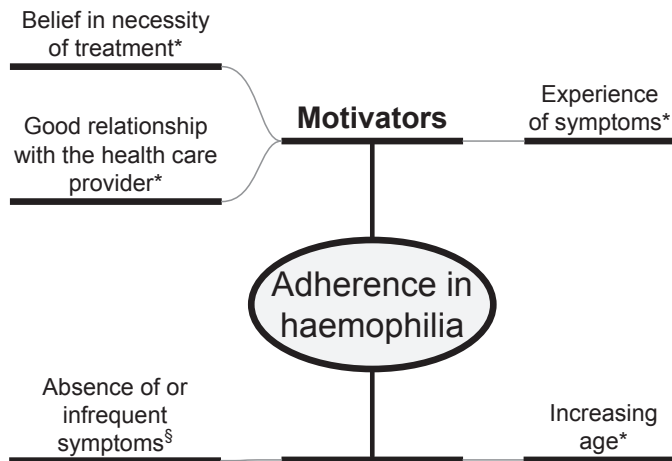 Belief in necessity
of treatment*
Good relationship
with the health care
provider*
Motivators
Experience
of symptoms*
Adherence in
haemophilia
Absence of or
infrequent
symptoms§
Increasing
age*